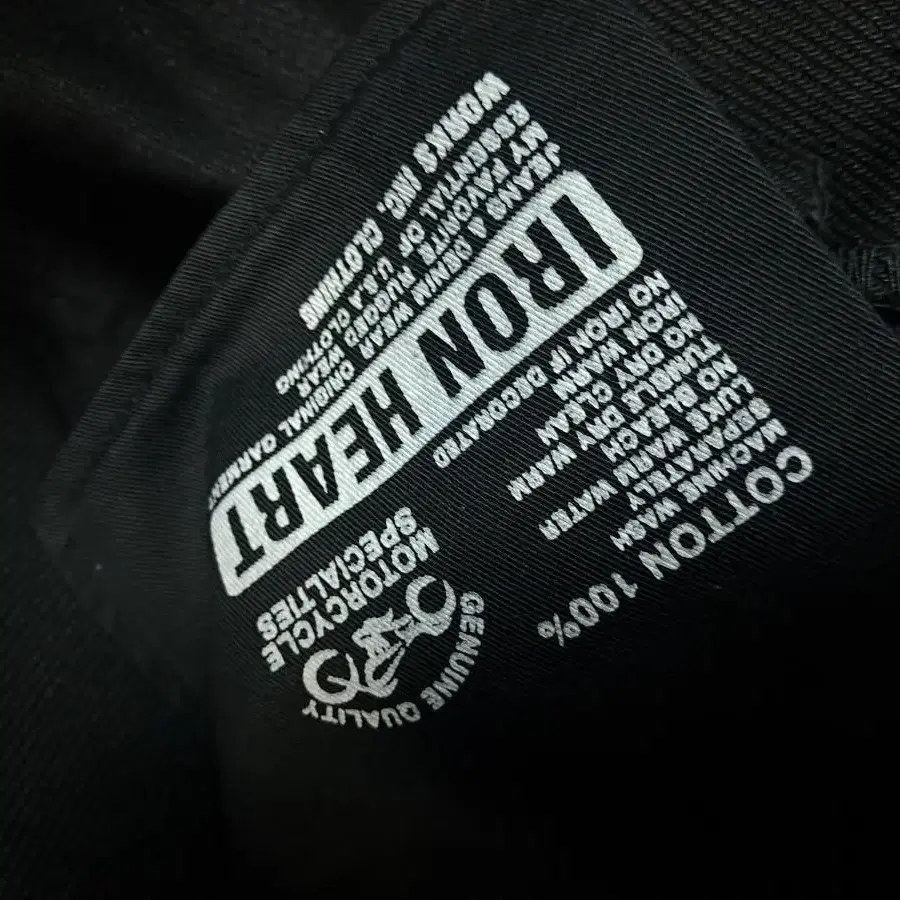 COTTON 100%
MACHINE WASH
SEPARATELY
LUKE WARM WATER
NO BLEACH
TUMBLE DRY WARM
NO DRY CLEAN
IRON WARN
NO IRON IF DECORATED
GENUINE QUALITY
MOTORCYCLE
SPECIALTIES
IRON HEART
JEANS & DENIM WEAR ORIGINAL GARMENT
MY FAVORITE RUGGED WEAR
ESSENTIAL OF U.S.A CLOTHING
WORKS INC. CLOTHING